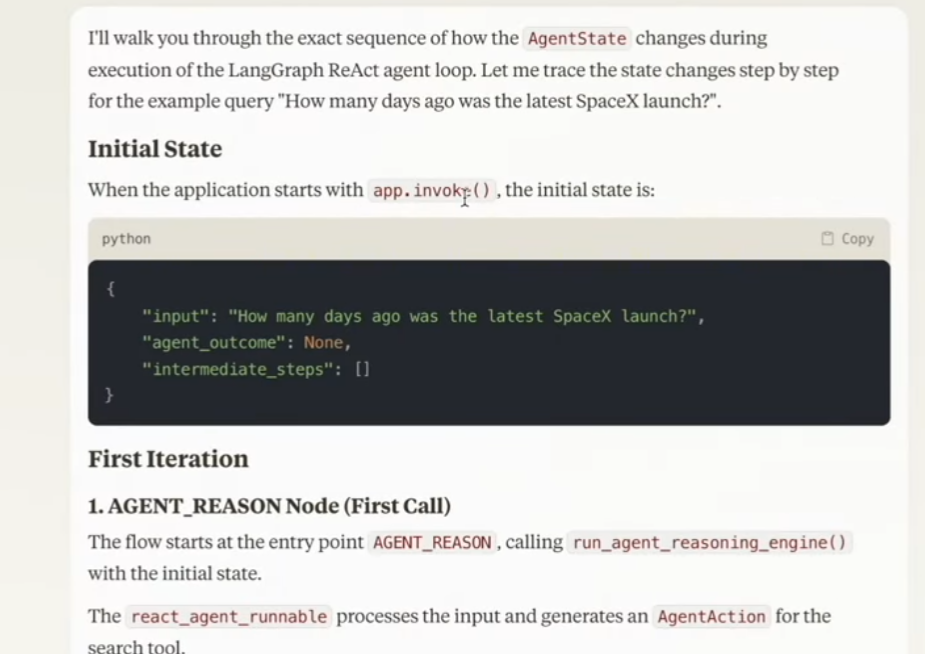 I'll walk you through the exact sequence of how the AgentState changes during
execution of the LangGraph ReAct agent loop. Let me trace the state changes step by step
for the example query "How many days ago was the latest SpaceX launch?".
Initial State
When the application starts with app.invoke(), the initial state is:
python
Copy
{
    "input": "How many days ago was the latest SpaceX launch?",
    "agent_outcome": None,
    "intermediate_steps": []
}
First Iteration
1. AGENT_REASON Node (First Call)
The flow starts at the entry point AGENT_REASON, calling run_agent_reasoning_engine()
with the initial state.
The react_agent_runnable processes the input and generates an AgentAction for the
search tool.